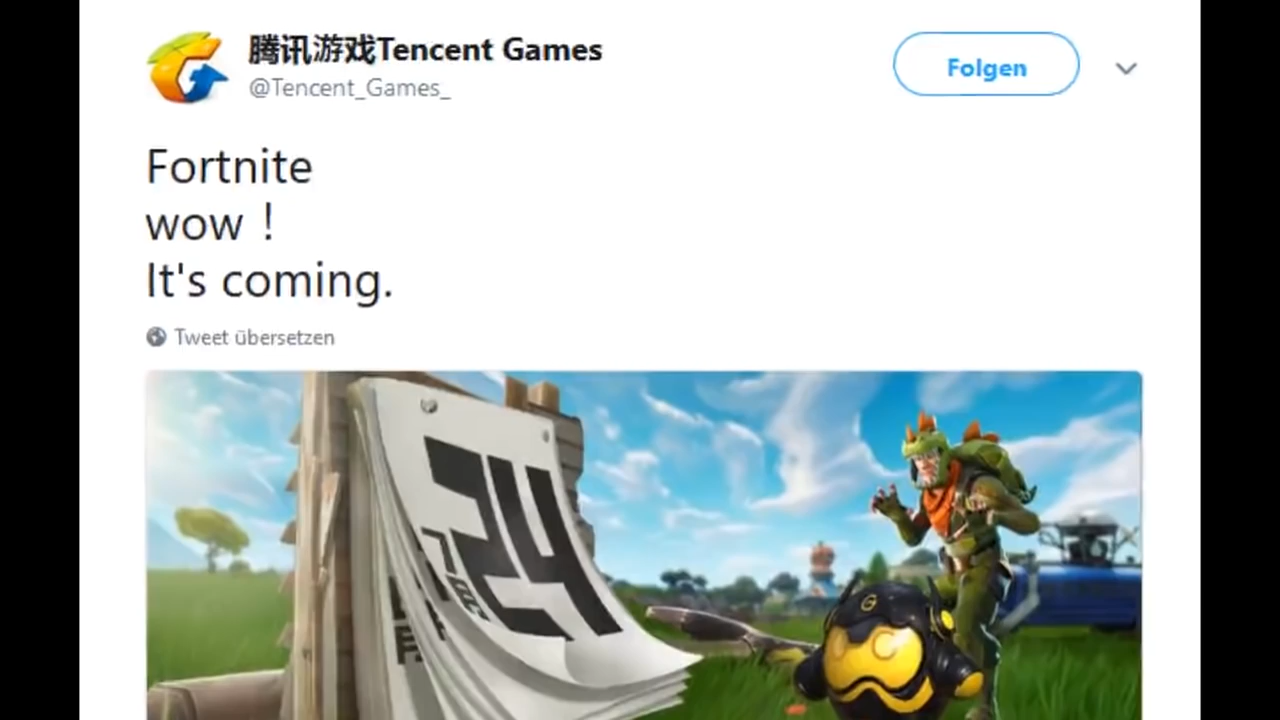 腾讯游戏Tencent Games
@Tencent_Games_
Folgen
Fortnite
wow！
It's coming.
Tweet übersetzen
24